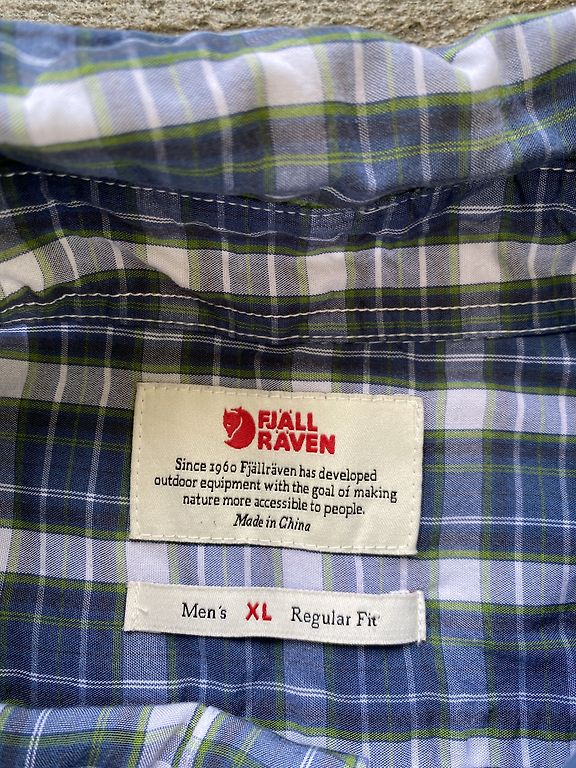 FJÄLL
RÄVEN
Since 1960 Fjällräven has developed
outdoor equipment with the goal of making
nature more accessible to people.
Made in China
Men's XL Regular Fit